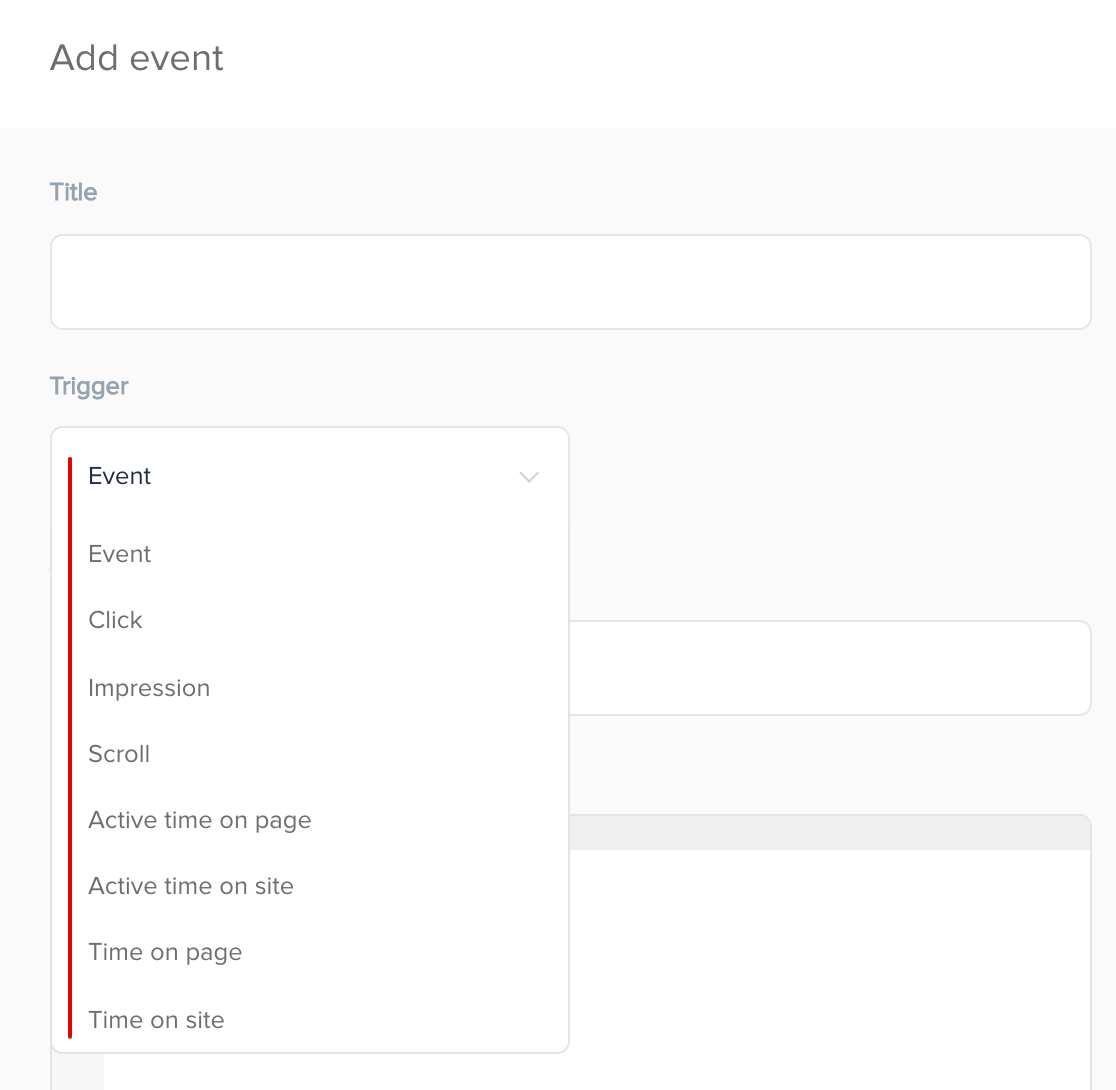 Add event
Title
Trigger
Event
Event
Click
Impression
Scroll
Active time on page
Active time on site
Time on page
Time on site